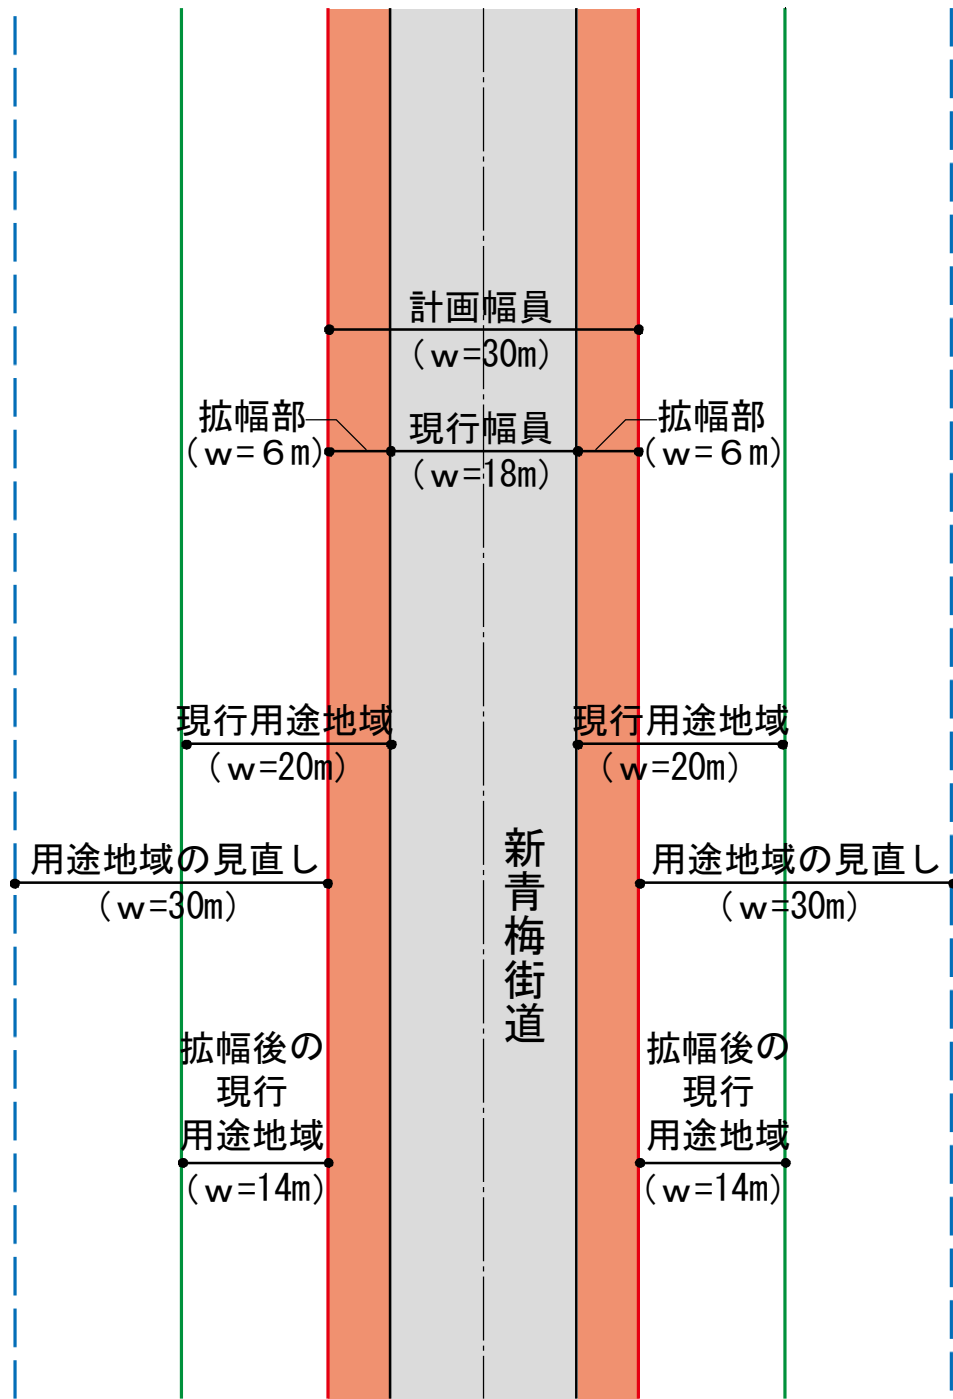 計画幅員
(w=30m)
拡幅部
(w=6m)
現行幅員
(w=18m)
拡幅部
(w=6m)
現行用途地域
(w=20m)
現行用途地域
(w=20m)
新青梅街道
用途地域の見直し
(w=30m)
用途地域の見直し
(w=30m)
拡幅後の
現行
用途地域
(w=14m)
拡幅後の
現行
用途地域
(w=14m)